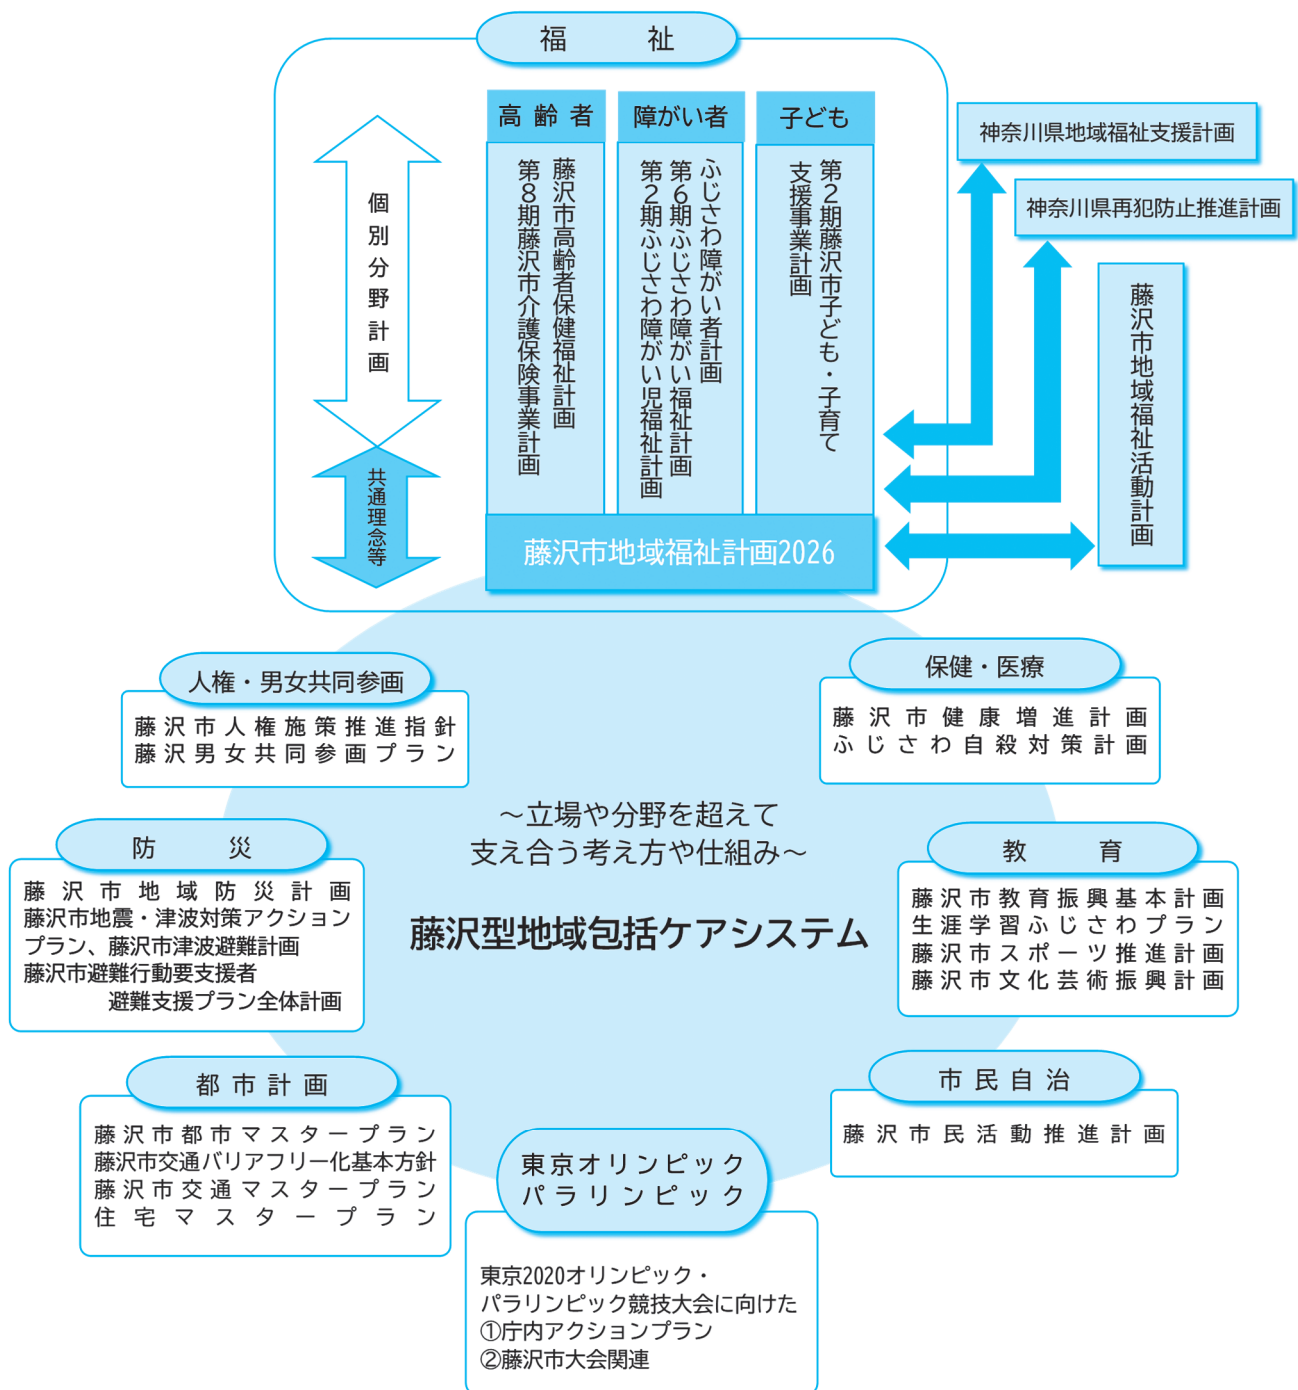 福　祉
高齢者
障がい者
子ども
藤沢市高齢者保健福祉計画
第8期藤沢市介護保険事業計画
ふじさわ障がい者計画
第6期ふじさわ障がい福祉計画
第2期ふじさわ障がい児福祉計画
第2期藤沢市子ども・子育て
支援事業計画
個別分野計画
共通理念等
藤沢市地域福祉計画2026
神奈川県地域福祉支援計画
神奈川県再犯防止推進計画
藤沢市地域福祉活動計画
人権・男女共同参画
藤沢市人権施策推進指針
藤沢男女共同参画プラン
保健・医療
藤沢市健康増進計画
ふじさわ自殺対策計画
～立場や分野を超えて
支え合う考え方や仕組み～
藤沢型地域包括ケアシステム
防　災
藤沢市地域防災計画
藤沢市地震・津波対策アクション
プラン、藤沢市津波避難計画
藤沢市避難行動要支援者
避難支援プラン全体計画
教　育
藤沢市教育振興基本計画
生涯学習ふじさわプラン
藤沢市スポーツ推進計画
藤沢市文化芸術振興計画
都市計画
藤沢市都市マスタープラン
藤沢市交通バリアフリー化基本方針
藤沢市交通マスタープラン
住宅マスタープラン
市民自治
藤沢市市民活動推進計画
東京オリンピック
パラリンピック
東京2020オリンピック・
パラリンピック競技大会に向けた
①庁内アクションプラン
②藤沢市大会関連